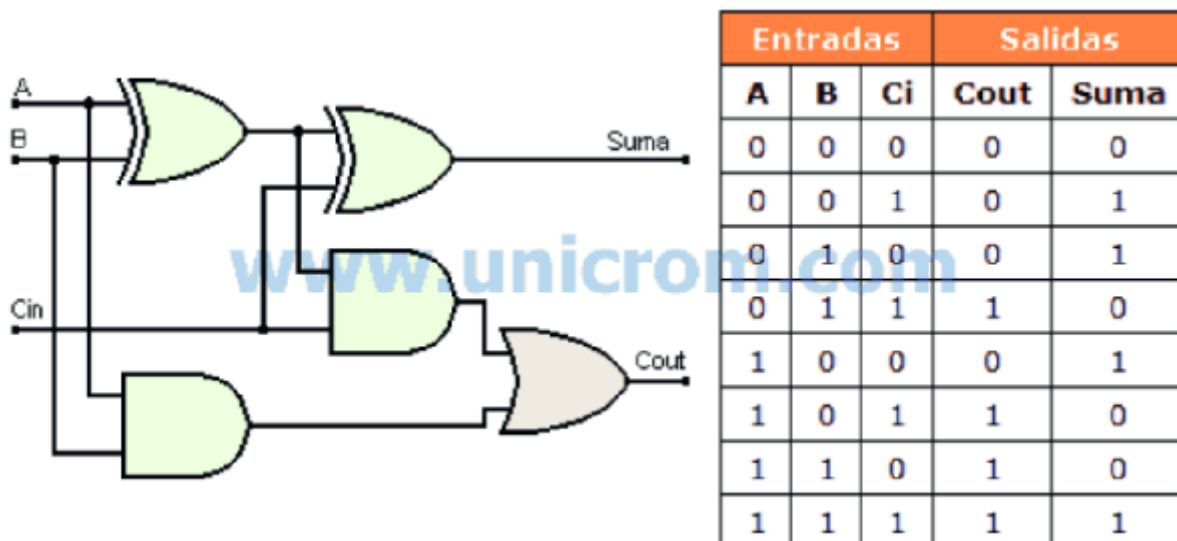 A
B
Suma
www.unicrom.com
Cin
Cout
Entradas Salidas
A B Ci Cout Suma
0 0 0 0 0
0 0 1 0 1
0 1 0 0 1
0 1 1 1 0
1 0 0 0 1
1 0 1 1 0
1 1 0 1 0
1 1 1 1 1